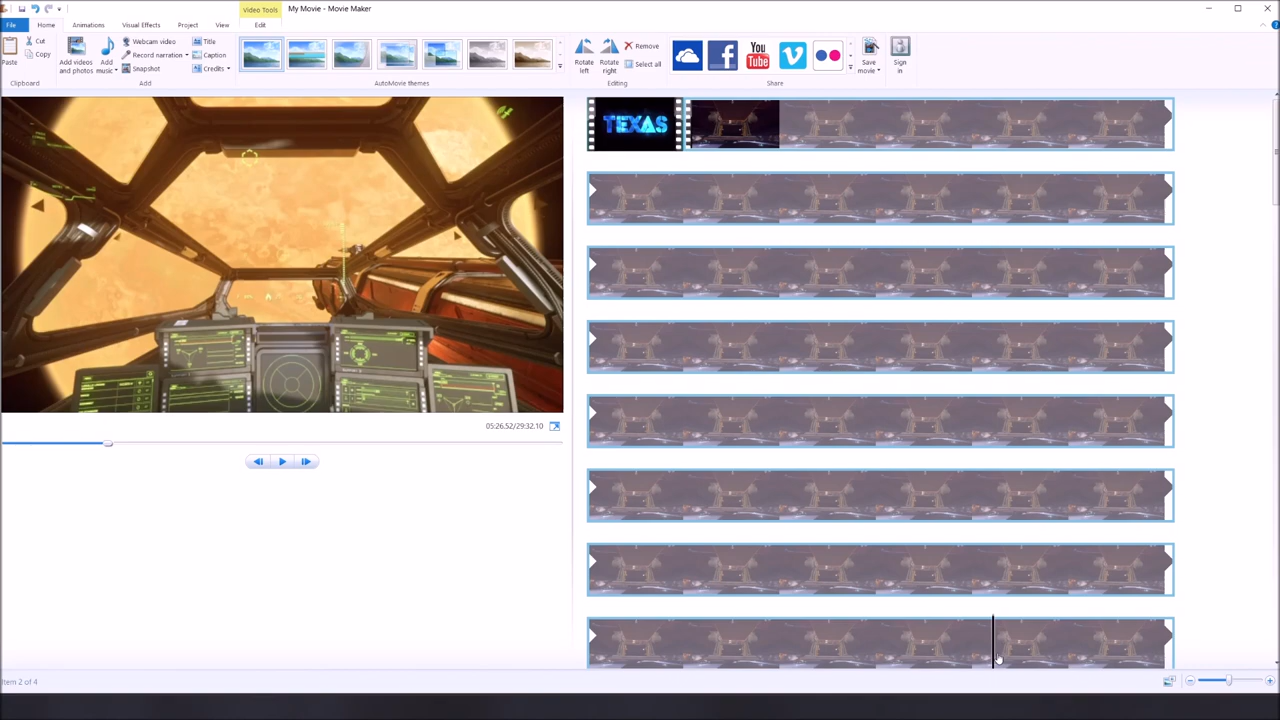 Video Tools
My Movie - Movie Maker
File
Home
Animations
Visual Effects
Project
View
Edit
Paste
Cut
Copy
Clipboard
Add videos
and photos
Add
music
Webcam video
Record narration
Snapshot
Title
Caption
Credits
Add
AutoMovie themes
Rotate
left
Rotate
right
Remove
Select all
Editing
You
Tube
Share
Save
movie
Sign
in
TEXAS
05:26.52/29:32.10
Item 2 of 4